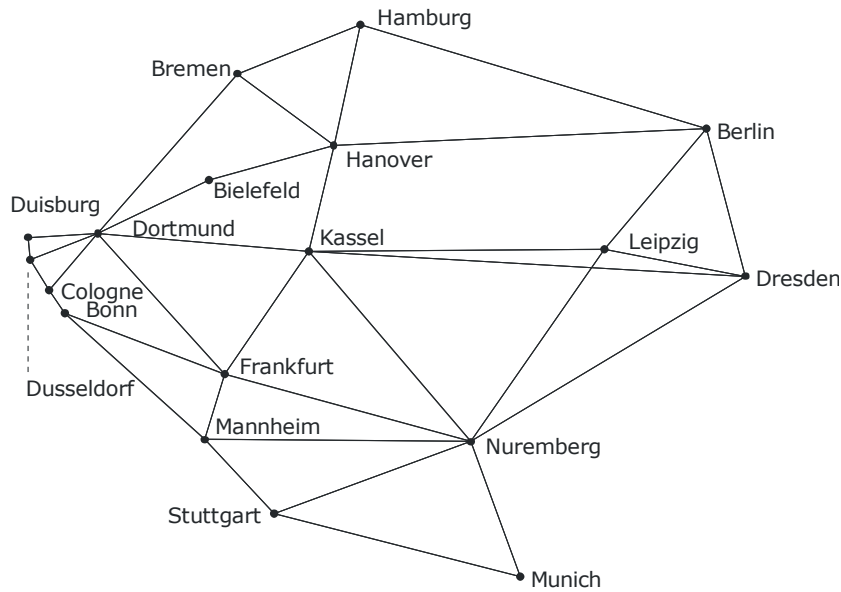 Hamburg
Bremen
Berlin
Hanover
Bielefeld
Duisburg
Dortmund
Kassel
Leipzig
Dresden
Cologne
Bonn
Frankfurt
Dusseldorf
Mannheim
Nuremberg
Stuttgart
Munich